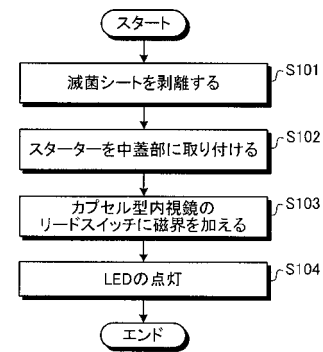 スタート
滅菌シートを剥離する
S101
スターターを中蓋部に取り付ける
S102
カプセル型内視鏡の
リードスイッチに磁界を加える
S103
LEDの点灯
S104
エンド